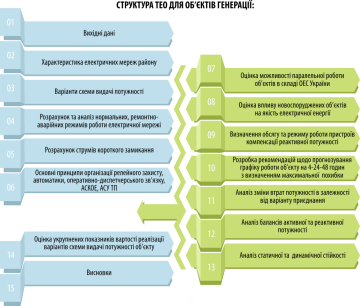 СТРУКТУРА ТЕО ДЛЯ ОБ'ЄКТІВ ГЕНЕРАЦІЇ:
01
Вихідні дані
02
Характеристика електричних мереж району
03
Варіанти схеми видачі потужності
04
Розрахунок та аналіз нормальних, ремонтно-
аварійних режимів роботи електричної мережі
05
Розрахунок струмів короткого замикання
06
Основні принципи організації релейного захисту,
автоматики, оперативно-диспетчерського зв'язку,
АСКОЕ, АСУ ТП
07
Оцінка можливості паралельної роботи
об'єктів в складі ОЕС України
08
Оцінка впливу новоспоруджених об'єктів
на якість електричної енергії
09
Визначення обсягу та режиму роботи пристроїв
компенсації реактивної потужності
10
Розробка рекомендацій щодо прогнозування
графіку роботи об'єкту на 4-24-48 годин
з визначенням максимальної похибки
11
Аналіз зміни втрат потужності в залежності
від варіанту приєднання
12
Аналіз балансів активної та реактивної
потужності
13
Аналіз статичної та динамічної стійкості
14
Оцінка укрупнених показників вартості реалізації
варіантів схеми видачі потужності об'єкту
15
Висновки